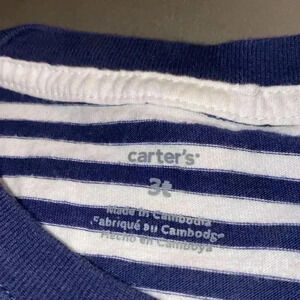 carter's
3t
Made in Cambodia
Fabriqué au Cambodge
Hecho en Camboya